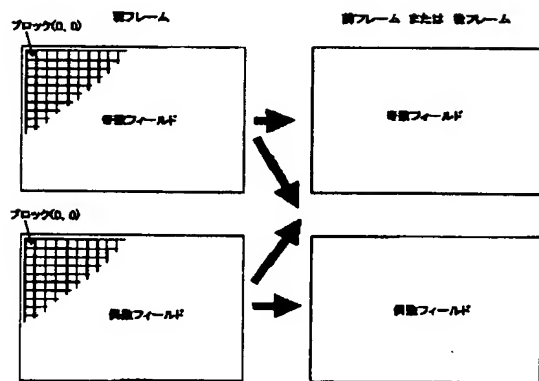 現フレーム
前フレーム または 後フレーム
ブロック(0, 0)
奇数フィールド
奇数フィールド
ブロック(0, 0)
偶数フィールド
偶数フィールド